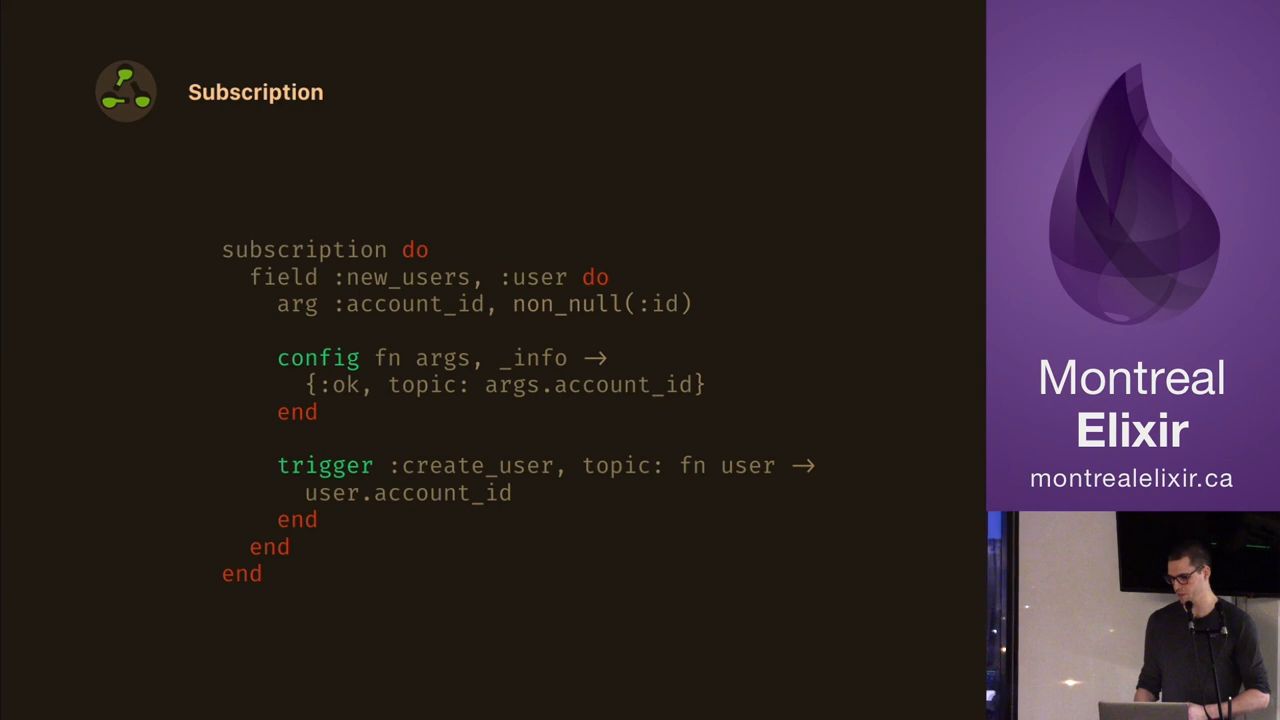 Subscription
subscription do
  field :new_users, :user do
    arg :account_id, non_null(:id)
    config fn args, _info ->
      {:ok, topic: args.account_id}
    end
    trigger :create_user, topic: fn user ->
      user.account_id
    end
  end
end
Montreal
Elixir
montrealelixir.ca